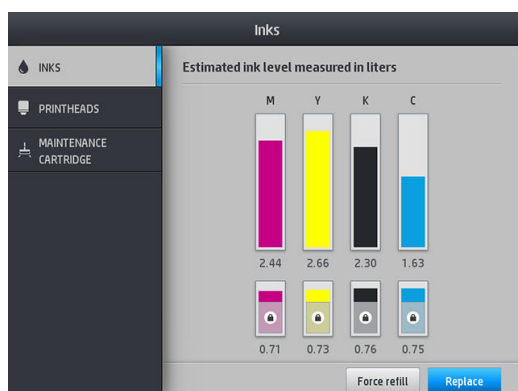 Inks
INKS
PRINTHEADS
MAINTENANCE
CARTRIDGE
Estimated ink level measured in liters
M Y K C
2.44 2.66 2.30 1.63
0.71 0.73 0.76 0.75
Force refill Replace